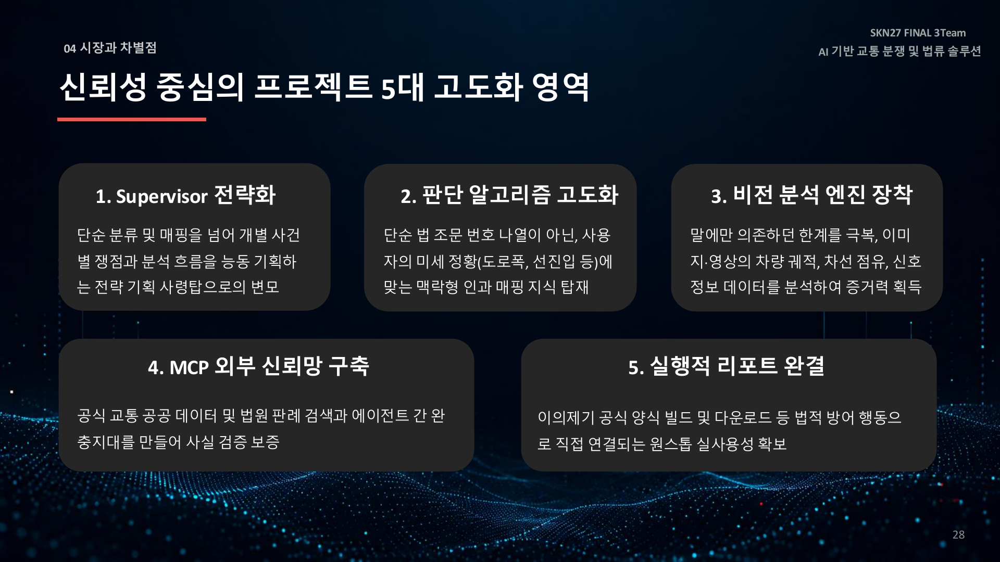 SKN27 FINAL 3Team
AI 기반 교통 분쟁 및 법류 솔루션
04 시장과 차별점
신뢰성 중심의 프로젝트 5대 고도화 영역
1. Supervisor 전략화
단순 분류 및 매핑을 넘어 개별 사건
별 쟁점과 분석 흐름을 능동 기획하
는 전략 기획 사령탑으로의 변모
2. 판단 알고리즘 고도화
단순 법 조문 번호 나열이 아닌, 사용
자의 미세 정황(도로폭, 선진입 등)에
맞는 맥락형 인과 매핑 지식 탑재
3. 비전 분석 엔진 장착
말에만 의존하던 한계를 극복, 이미
지·영상의 차량 궤적, 차선 점유, 신호
정보 데이터를 분석하여 증거력 획득
4. MCP 외부 신뢰망 구축
공식 교통 공공 데이터 및 법원 판례 검색과 에이전트 간 완
충지대를 만들어 사실 검증 보증
5. 실행적 리포트 완결
이의제기 공식 양식 빌드 및 다운로드 등 법적 방어 행동으
로 직접 연결되는 원스톱 실사용성 확보
28